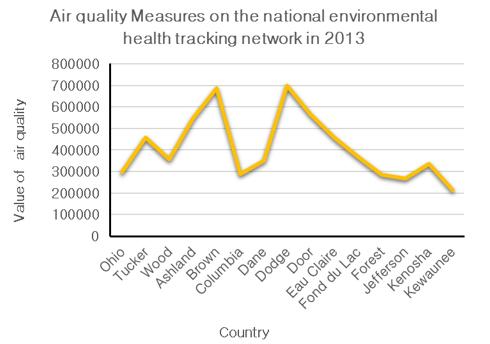 Air quality Measures on the national environmental
health tracking network in 2013
Value of air quality
800000
700000
600000
500000
400000
300000
200000
100000
0
Ohio
Tucker
Wood
Ashland
Brown
Columbia
Dane
Dodge
Door
Eau Claire
Fond du Lac
Forest
Jefferson
Kenosha
Kewaunee
Country